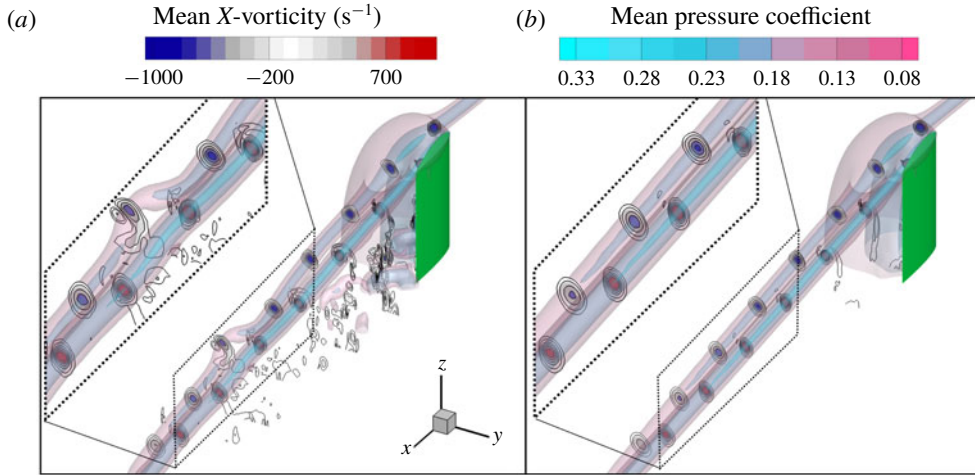 (a) Mean X-vorticity (s⁻¹)
−1000 −200 700
(b) Mean pressure coefficient
0.33 0.28 0.23 0.18 0.13 0.08
z
x y